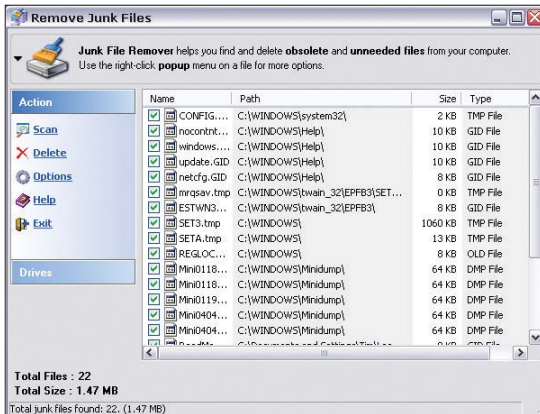 Remove Junk Files
Junk File Remover helps you find and delete obsolete and unneeded files from your computer.
Use the right-click popup menu on a file for more options.
Action
Scan
Delete
Options
Help
Exit
Drives
Name Path Size Type
CONFIG.... C:\WINDOWS\system32\ 2 KB TMP File
nocontnt... C:\WINDOWS\Help\ 10 KB GID File
windows.... C:\WINDOWS\Help\ 10 KB GID File
update.GID C:\WINDOWS\Help\ 10 KB GID File
netcfg.GID C:\WINDOWS\Help\ 8 KB GID File
mrqsav.tmp C:\WINDOWS\twain_32\EPFB3\SET... 0 KB TMP File
ESTWN3... C:\WINDOWS\twain_32\EPFB3\ 8 KB GID File
SET3.tmp C:\WINDOWS\ 1060 KB TMP File
SETA.tmp C:\WINDOWS\ 13 KB TMP File
REGLOC... C:\WINDOWS\ 8 KB OLD File
Mini0118... C:\WINDOWS\Minidump\ 64 KB DMP File
Mini0118... C:\WINDOWS\Minidump\ 64 KB DMP File
Mini0119... C:\WINDOWS\Minidump\ 64 KB DMP File
Mini0404... C:\WINDOWS\Minidump\ 64 KB DMP File
Mini0404... C:\WINDOWS\Minidump\ 64 KB DMP File
Total Files : 22
Total Size : 1.47 MB
Total junk files found: 22. (1.47 MB)